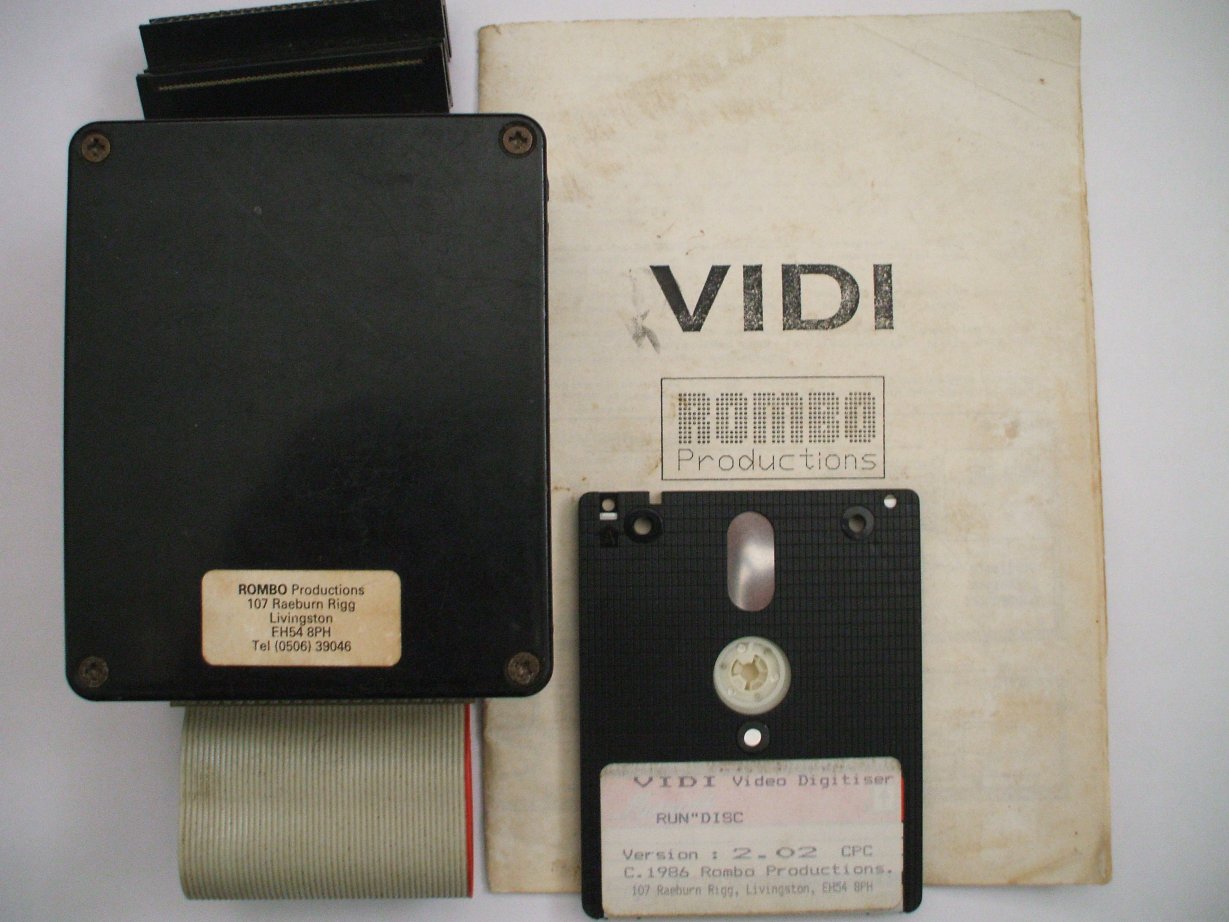 VIDI
ROMBO
Productions
ROMBO Productions
107 Raeburn Rigg
Livingston
EH54 8PH
Tel (0506) 39046
A
VIDI Video Digitiser
RUN"DISC
Version : 2.02 CPC
C.1986 Rombo Productions.
107 Raeburn Rigg, Livingston, EH54 8PH